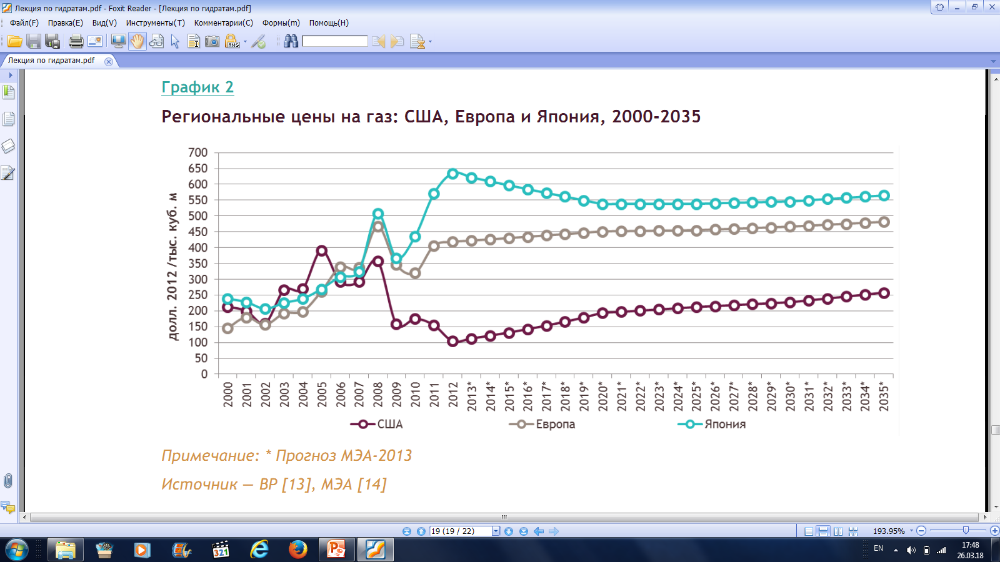 Лекция по гидратам.pdf - Foxit Reader - [Лекция по гидратам.pdf]
Файл(F) Правка(E) Вид(V) Инструменты(T) Комментарии(C) Формы(m) Помощь(H)
RMS
Лекция по гидратам.pdf
График 2
Региональные цены на газ: США, Европа и Япония, 2000-2035
долл. 2012 /тыс. куб. м
700
650
600
550
500
450
400
350
300
250
200
150
100
50
0
2000 2001 2002 2003 2004 2005 2006 2007 2008 2009 2010 2011 2012 2013* 2014* 2015* 2016* 2017* 2018* 2019* 2020* 2021* 2022* 2023* 2024* 2025* 2026* 2027* 2028* 2029* 2030* 2031* 2032* 2033* 2034* 2035*
США Европа Япония
Примечание: * Прогноз МЭА-2013
Источник — BP [13], МЭА [14]
19 (19 / 22) 193.95%
321
EN
17:48
26.03.18